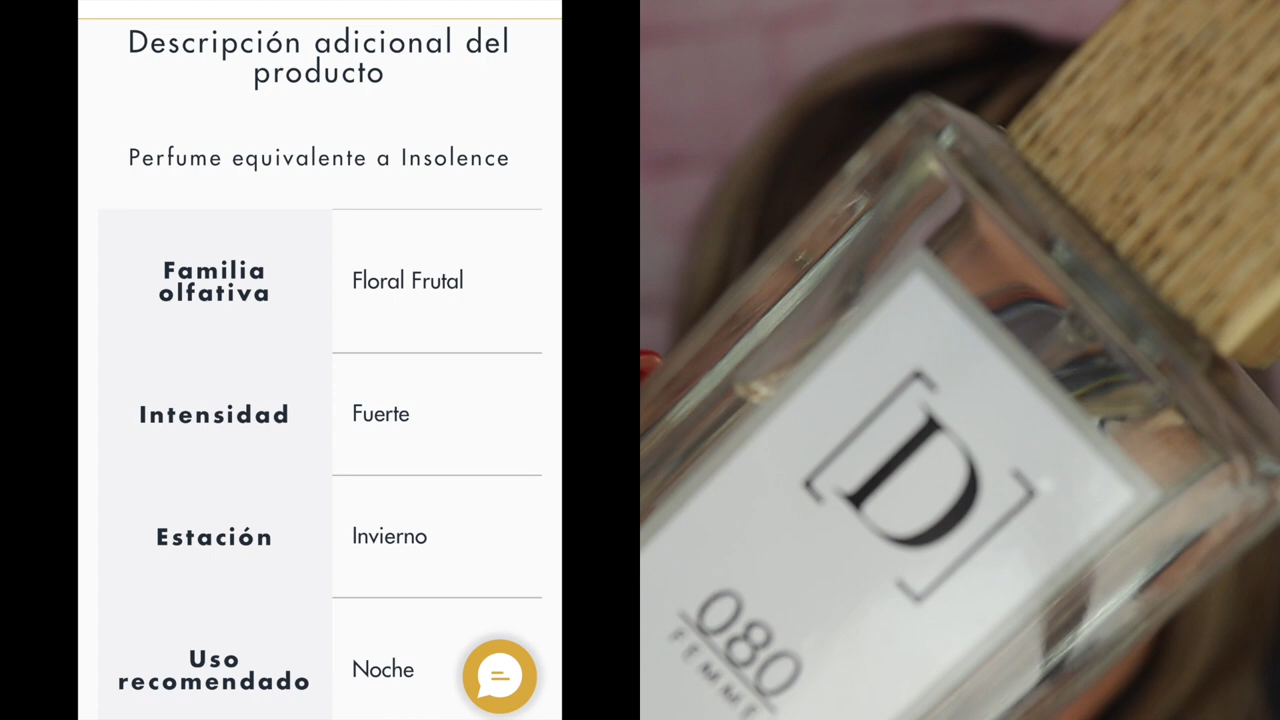 Descripción adicional del
producto
Perfume equivalente a Insolence
Familia
olfativa
Floral Frutal
Intensidad
Fuerte
Estación
Invierno
Uso
recomendado
Noche
[D]
080
FEMME